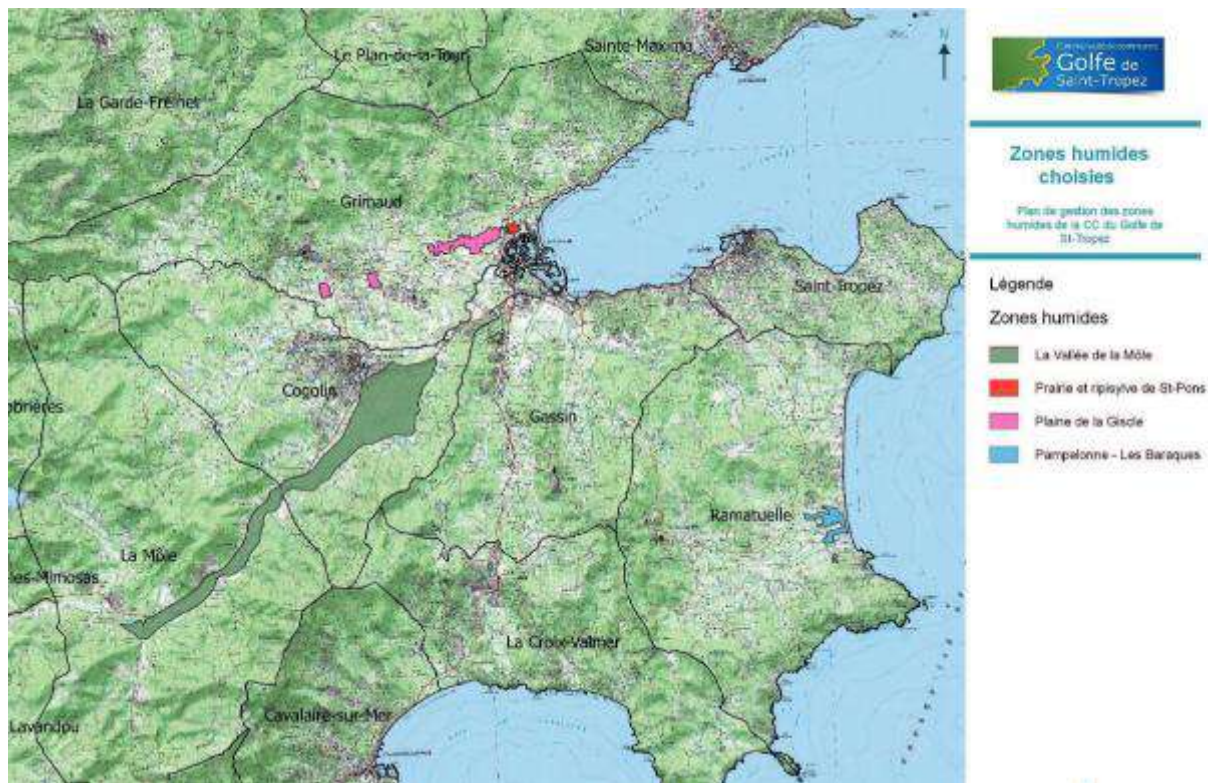 Le Plan-de-la-Tour
Sainte-Maxime
La Garde-Freinet
Grimaud
Saint-Tropez
Cogolin
Gassin
Ramatuelle
La Môle
les-Mimosas
La Croix-Valmer
Cavalaire-sur-Mer
Lavandou
N
Communauté de communes
Golfe de
Saint-Tropez
Zones humides
choisies
Plan de gestion des zones
humides de la CC du Golfe de
St-Tropez
Légende
Zones humides
La Vallée de la Môle
Prairie et ripisylve de St-Pons
Plaine de la Giscle
Pampelonne - Les Baraques